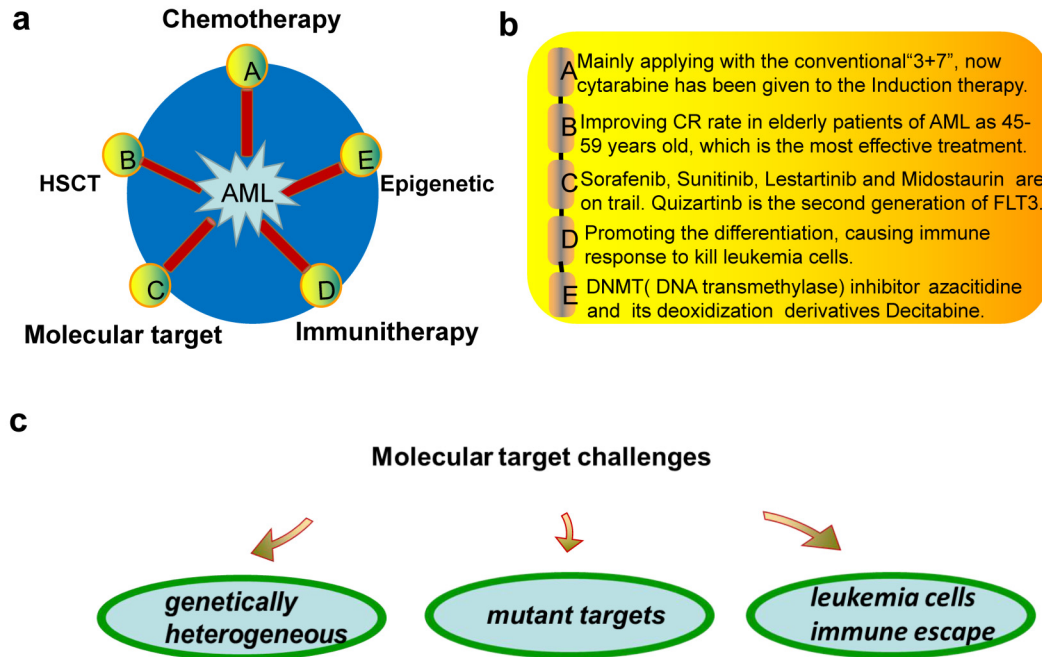 a
Chemotherapy
A
B
E
HSCT
AML
Epigenetic
C
D
Molecular target
Immunitherapy
b
A Mainly applying with the conventional“3+7”, now
cytarabine has been given to the Induction therapy.
B Improving CR rate in elderly patients of AML as 45-
59 years old, which is the most effective treatment.
C Sorafenib, Sunitinib, Lestartinib and Midostaurin are
on trail. Quizartinb is the second generation of FLT3.
D Promoting the differentiation, causing immune
response to kill leukemia cells.
E DNMT( DNA transmethylase) inhibitor azacitidine
and its deoxidization derivatives Decitabine.
c
Molecular target challenges
genetically
heterogeneous
mutant targets
leukemia cells
immune escape